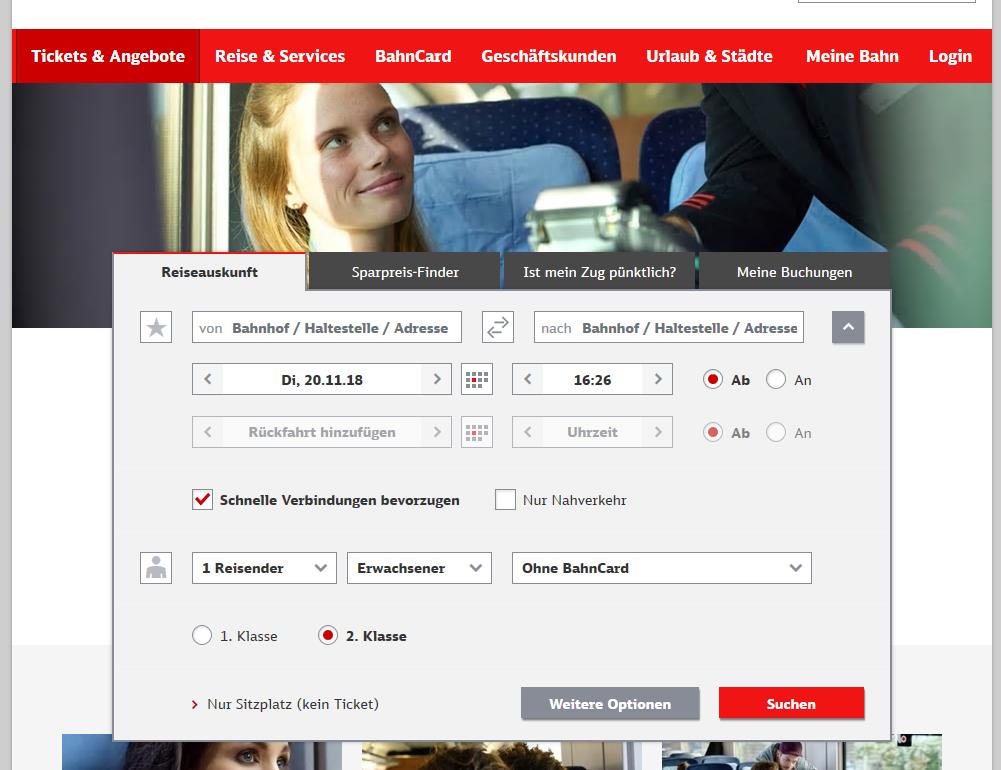 Tickets & Angebote Reise & Services BahnCard Geschäftskunden Urlaub & Städte Meine Bahn Login
Reiseauskunft Sparpreis-Finder Ist mein Zug pünktlich? Meine Buchungen
von Bahnhof / Haltestelle / Adresse nach Bahnhof / Haltestelle / Adresse
Di, 20.11.18 16:26 Ab An
Rückfahrt hinzufügen Uhrzeit Ab An
Schnelle Verbindungen bevorzugen Nur Nahverkehr
1 Reisender Erwachsener Ohne BahnCard
1. Klasse 2. Klasse
Nur Sitzplatz (kein Ticket) Weitere Optionen Suchen